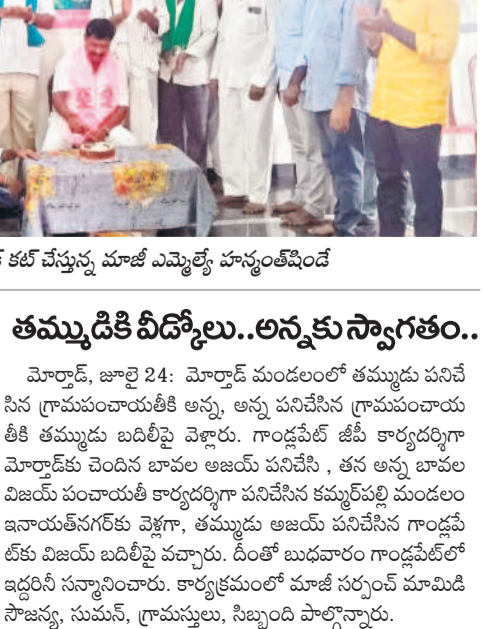 కట్ చేస్తున్న మాజీ ఎమ్మెల్యే హన్మంత్‌షిండే
తమ్ముడికి వీడ్కోలు..అన్నకు స్వాగతం..
మోర్తాడ్, జూలై 24: మోర్తాడ్ మండలంలో తమ్ముడు పనిచే
సిన గ్రామపంచాయతీకి అన్న, అన్న పనిచేసిన గ్రామపంచాయ
తీకి తమ్ముడు బదిలీపై వెళ్లారు. గాండ్లపేట్ జీపీ కార్యదర్శిగా
మోర్తాడ్‌కు చెందిన బావల అజయ్ పనిచేసి , తన అన్న బావల
విజయ్ పంచాయతీ కార్యదర్శిగా పనిచేసిన కమ్మర్‌పల్లి మండలం
ఇనాయత్‌నగర్‌కు వెళ్లగా, తమ్ముడు అజయ్ పనిచేసిన గాండ్లపే
ట్‌కు విజయ్ బదిలీపై వచ్చారు. దీంతో బుధవారం గాండ్లపేట్‌లో
ఇద్దరినీ సన్మానించారు. కార్యక్రమంలో మాజీ సర్పంచ్ మామిడి
సౌజన్య, సుమన్, గ్రామస్తులు, సిబ్బంది పాల్గొన్నారు.